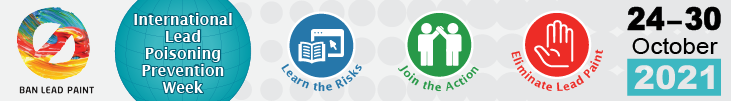 BAN LEAD PAINT
International
Lead
Poisoning
Prevention
Week
Learn the Risks
Join the Action
Eliminate Lead Paint
24–30
October
2021